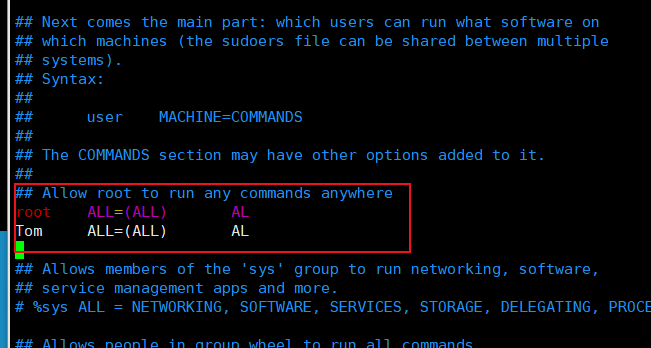 ## Next comes the main part: which users can run what software on
## which machines (the sudoers file can be shared between multiple
## systems).
## Syntax:
##
##      user    MACHINE=COMMANDS
##
## The COMMANDS section may have other options added to it.
##
## Allow root to run any commands anywhere
root    ALL=(ALL)       AL
Tom     ALL=(ALL)       AL
## Allows members of the 'sys' group to run networking, software,
## service management apps and more.
# %sys ALL = NETWORKING, SOFTWARE, SERVICES, STORAGE, DELEGATING, PROCE
## Allows people in group wheel to run all commands